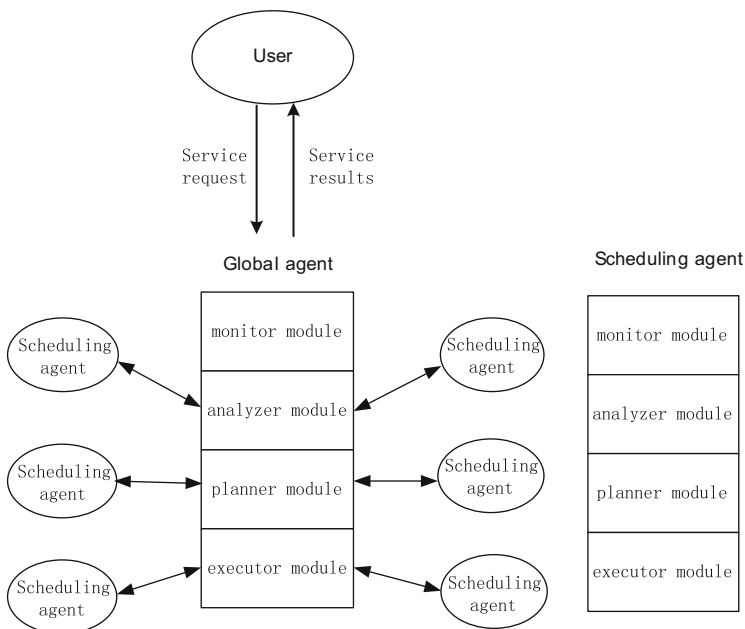 User
Service
request
Service
results
Global agent
Scheduling agent
monitor module
analyzer module
planner module
executor module
Scheduling
agent
Scheduling
agent
Scheduling
agent
Scheduling
agent
Scheduling
agent
Scheduling
agent
monitor module
analyzer module
planner module
executor module